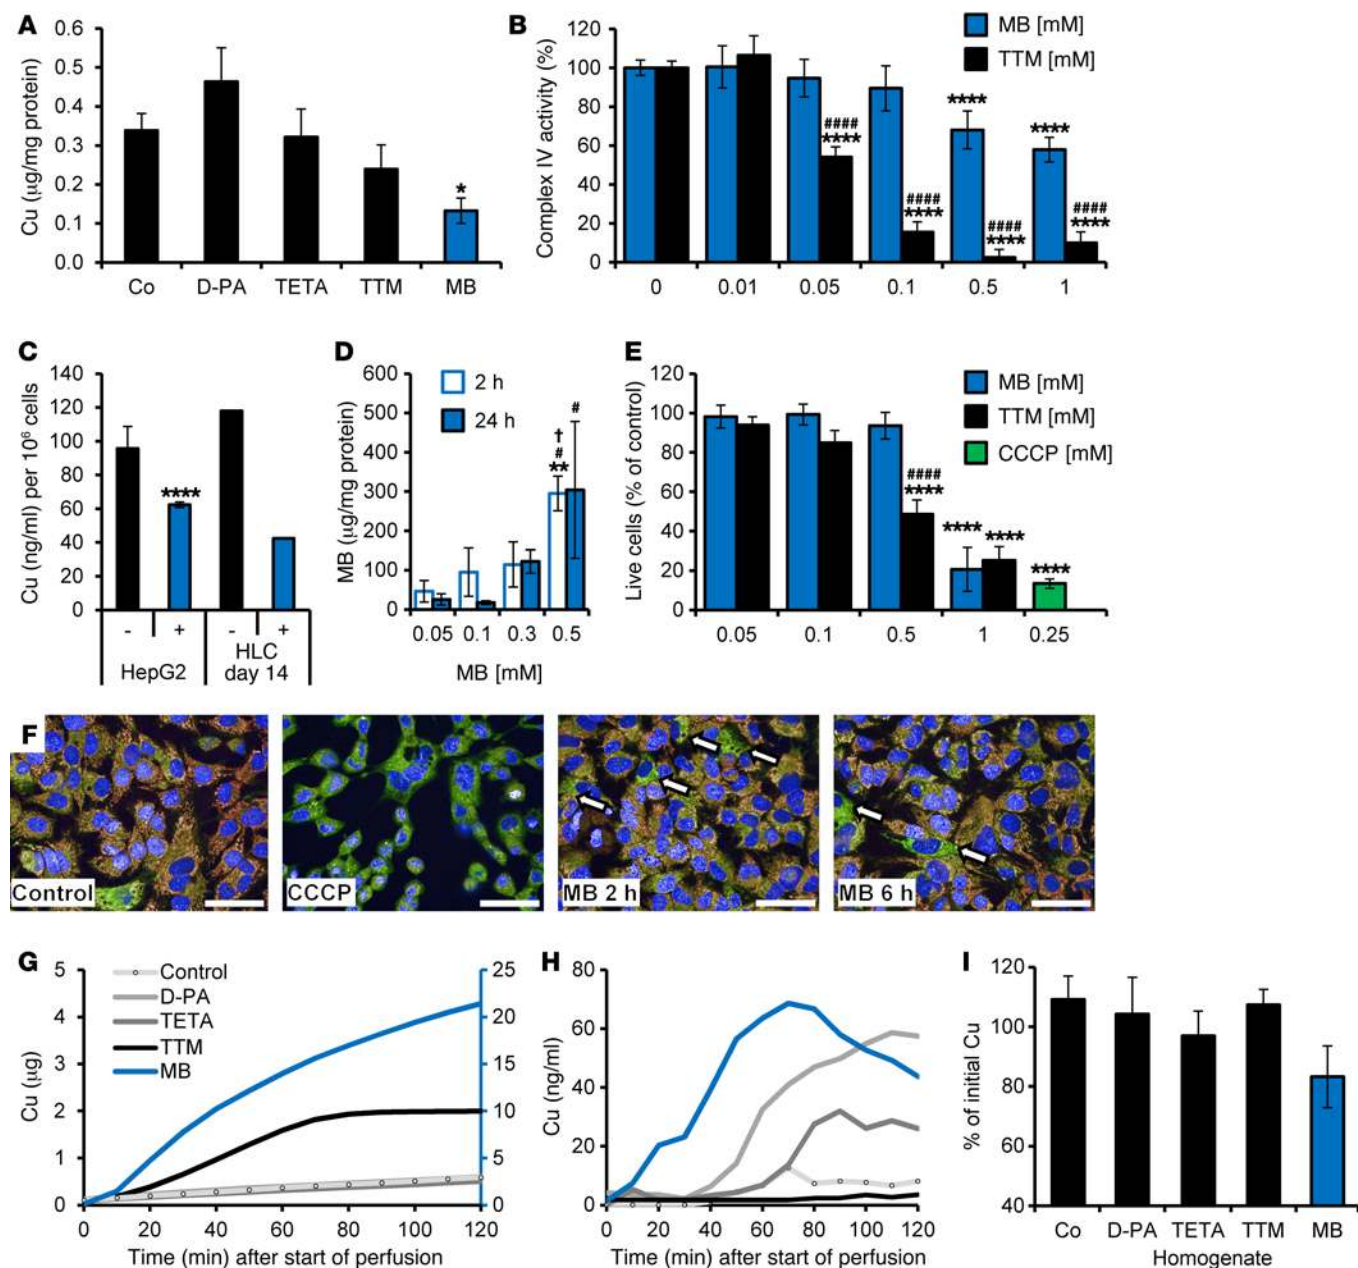 A
Cu (µg/mg protein)
0.6
0.5
0.4
0.3
0.2
0.1
0.0
*
Co D-PA TETA TTM MB
B
Complex IV activity (%)
120
100
80
60
40
20
0
MB [mM]
TTM [mM]
####
****
####
****
****
####
****
****
####
****
0 0.01 0.05 0.1 0.5 1
C
Cu (ng/ml) per 10⁶ cells
140
120
100
80
60
40
20
0
****
- + - +
HepG2
HLC
day 14
D
MB (µg/mg protein)
600
500
400
300
200
100
0
2 h
24 h
†
#
**
#
0.05 0.1 0.3 0.5
MB [mM]
E
Live cells (% of control)
120
100
80
60
40
20
0
MB [mM]
TTM [mM]
CCCP [mM]
####
****
****
****
****
0.05 0.1 0.5 1 0.25
F
Control
CCCP
MB 2 h
MB 6 h
G
Cu (µg)
5
4
3
2
1
0
Control
D-PA
TETA
TTM
MB
25
20
15
10
5
0
0 20 40 60 80 100 120
Time (min) after start of perfusion
H
Cu (ng/ml)
80
60
40
20
0
0 20 40 60 80 100 120
Time (min) after start of perfusion
I
% of initial Cu
120
100
80
60
40
Co D-PA TETA TTM MB
Homogenate